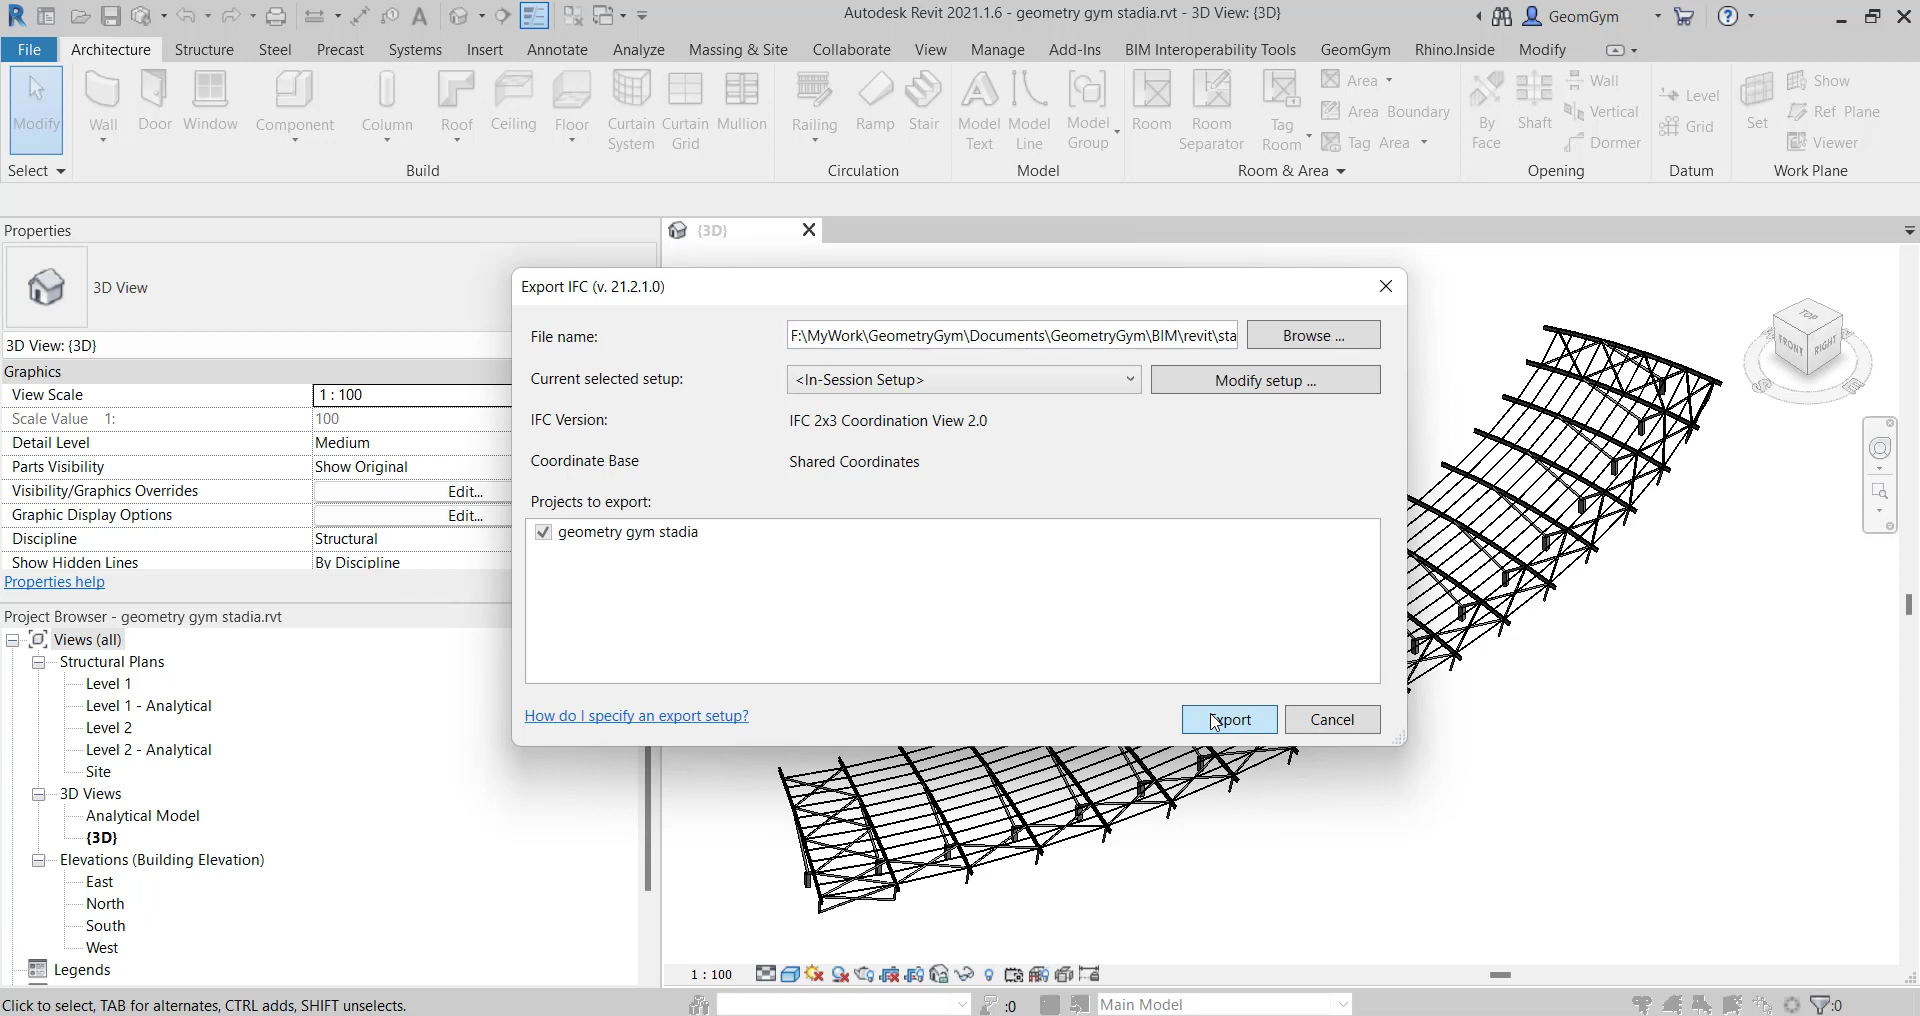 Autodesk Revit 2021.1.6 - geometry gym stadia.rvt - 3D View: {3D}
GeomGym
File Architecture Structure Steel Precast Systems Insert Annotate Analyze Massing & Site Collaborate View Manage Add-Ins BIM Interoperability Tools GeomGym Rhino.Inside Modify
Modify
Wall
Door
Window
Component
Column
Roof
Ceiling
Floor
Curtain System
Curtain Grid
Mullion
Railing
Ramp
Stair
Model Text
Model Line
Model Group
Room
Room Separator
Tag Room
Area
Area Boundary
Tag Area
By Face
Shaft
Wall
Vertical
Dormer
Level
Grid
Set
Show
Ref Plane
Viewer
Select Build Circulation Model Room & Area Opening Datum Work Plane
Properties
{3D}
3D View
3D View: {3D}
Graphics
View Scale 1 : 100
Scale Value 1: 100
Detail Level Medium
Parts Visibility Show Original
Visibility/Graphics Overrides Edit...
Graphic Display Options Edit...
Discipline Structural
Show Hidden Lines By Discipline
Properties help
Project Browser - geometry gym stadia.rvt
Views (all)
Structural Plans
Level 1
Level 1 - Analytical
Level 2
Level 2 - Analytical
Site
3D Views
Analytical Model
{3D}
Elevations (Building Elevation)
East
North
South
West
Legends
Export IFC (v. 21.2.1.0)
File name: F:\MyWork\GeometryGym\Documents\GeometryGym\BIM\revit\sta Browse ...
Current selected setup: <In-Session Setup> Modify setup ...
IFC Version: IFC 2x3 Coordination View 2.0
Coordinate Base Shared Coordinates
Projects to export:
geometry gym stadia
How do I specify an export setup?
Export Cancel
TOP
FRONT RIGHT
S E
1 : 100
Click to select, TAB for alternates, CTRL adds, SHIFT unselects.
:0
Main Model
:0